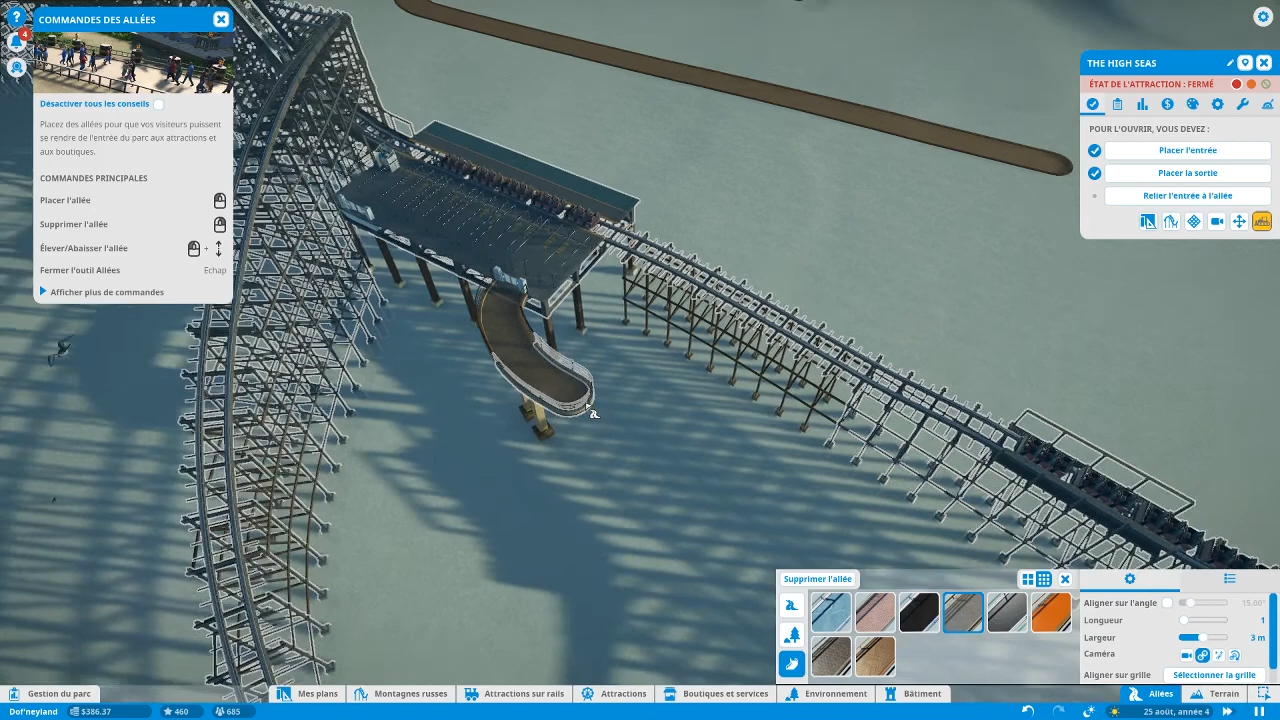 COMMANDES DES ALLÉES
4
Désactiver tous les conseils
Placez des allées pour que vos visiteurs puissent
se rendre de l'entrée du parc aux attractions et
aux boutiques.
COMMANDES PRINCIPALES
Placer l'allée
Supprimer l'allée
Élever/Abaisser l'allée
+
Fermer l'outil Allées
Echap
Afficher plus de commandes
THE HIGH SEAS
ÉTAT DE L'ATTRACTION : FERMÉ
POUR L'OUVRIR, VOUS DEVEZ :
Placer l'entrée
Placer la sortie
Relier l'entrée à l'allée
Supprimer l'allée
Aligner sur l'angle
15.00°
Longueur
1
Largeur
3 m
Caméra
Aligner sur grille
Sélectionner la grille
Gestion du parc
Mes plans
Montagnes russes
Attractions sur rails
Attractions
Boutiques et services
Environnement
Bâtiment
Allées
Terrain
Dof'neyland
$386.37
460
685
25 août, année 4